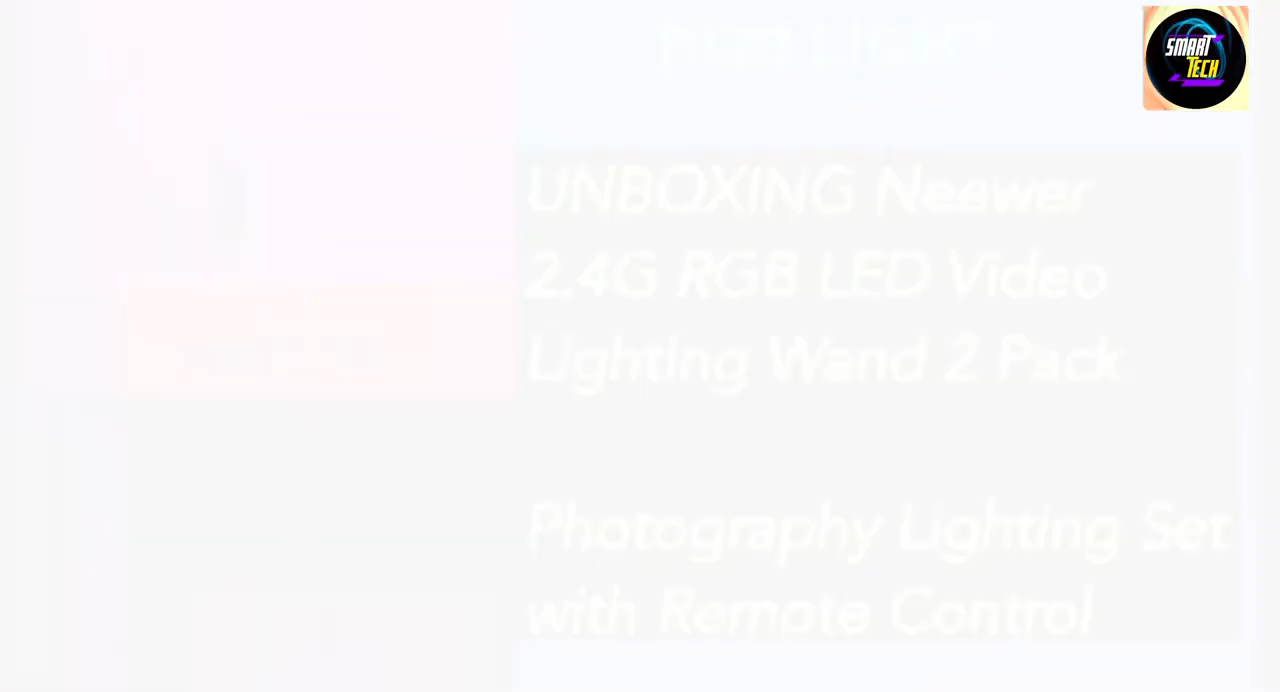 SMART
TECH
UNBOXING Neewer
2.4G RGB LED Video
Lighting Wand 2 Pack
Photography Lighting Set
with Remote Control